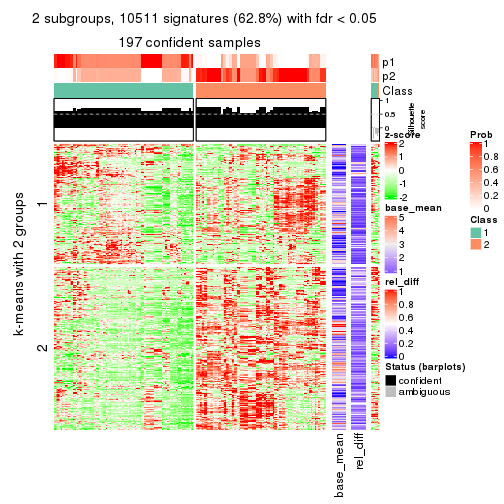 2 subgroups, 10511 signatures (62.8%) with fdr < 0.05
197 confident samples
p1
p2
Class
1
0.5
0
Silhouette
score
k-means with 2 groups
1
2
base_mean
rel_diff
z-score
2
1
0
-1
-2
base_mean
5
4
3
2
1
rel_diff
1
0.8
0.6
0.4
0.2
0
Status (barplots)
confident
ambiguous
Prob
1
0.8
0.6
0.4
0.2
0
Class
1
2